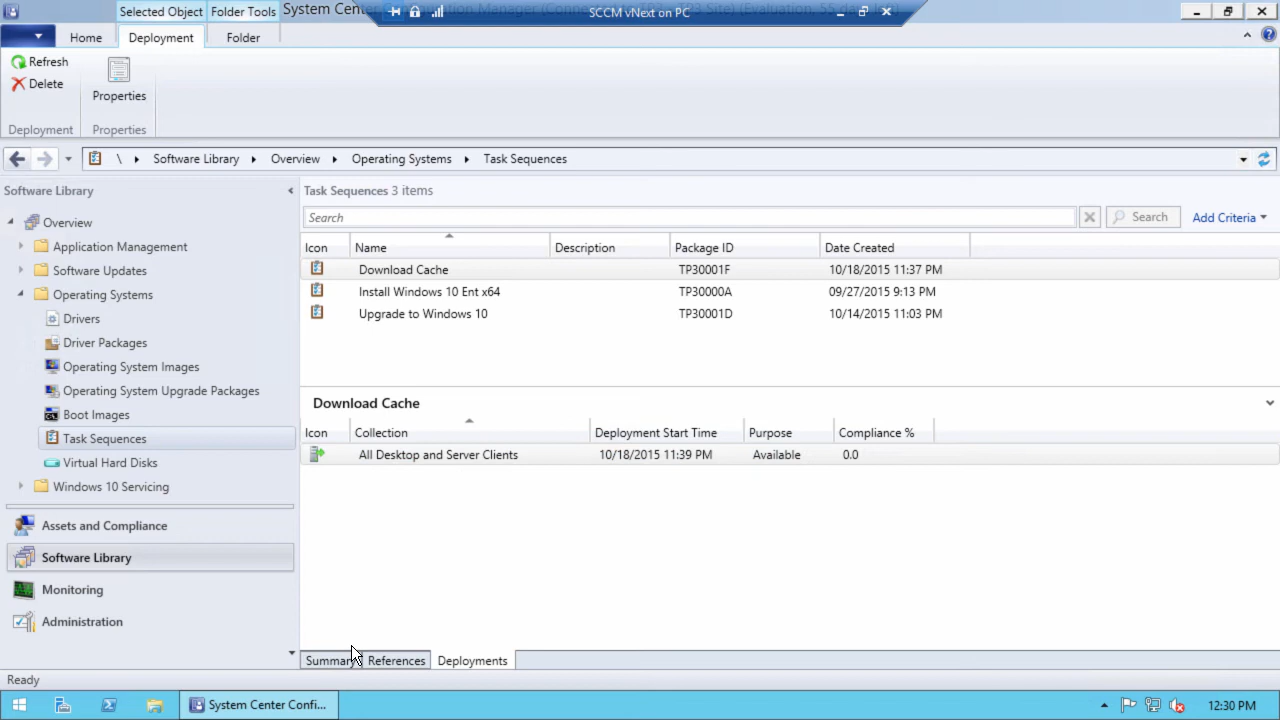 Selected Object
Folder Tools
System Center
SCCM vNext on PC
Home
Deployment
Folder
Refresh
Delete
Properties
Deployment
Properties
\ Software Library Overview Operating Systems Task Sequences
Software Library
Overview
Application Management
Software Updates
Operating Systems
Drivers
Driver Packages
Operating System Images
Operating System Upgrade Packages
Boot Images
Task Sequences
Virtual Hard Disks
Windows 10 Servicing
Assets and Compliance
Software Library
Monitoring
Administration
Task Sequences 3 items
Search
Search
Add Criteria
Icon Name Description Package ID Date Created
Download Cache TP30001F 10/18/2015 11:37 PM
Install Windows 10 Ent x64 TP30000A 09/27/2015 9:13 PM
Upgrade to Windows 10 TP30001D 10/14/2015 11:03 PM
Download Cache
Icon Collection Deployment Start Time Purpose Compliance %
All Desktop and Server Clients 10/18/2015 11:39 PM Available 0.0
Summary References Deployments
Ready
System Center Confi...
12:30 PM